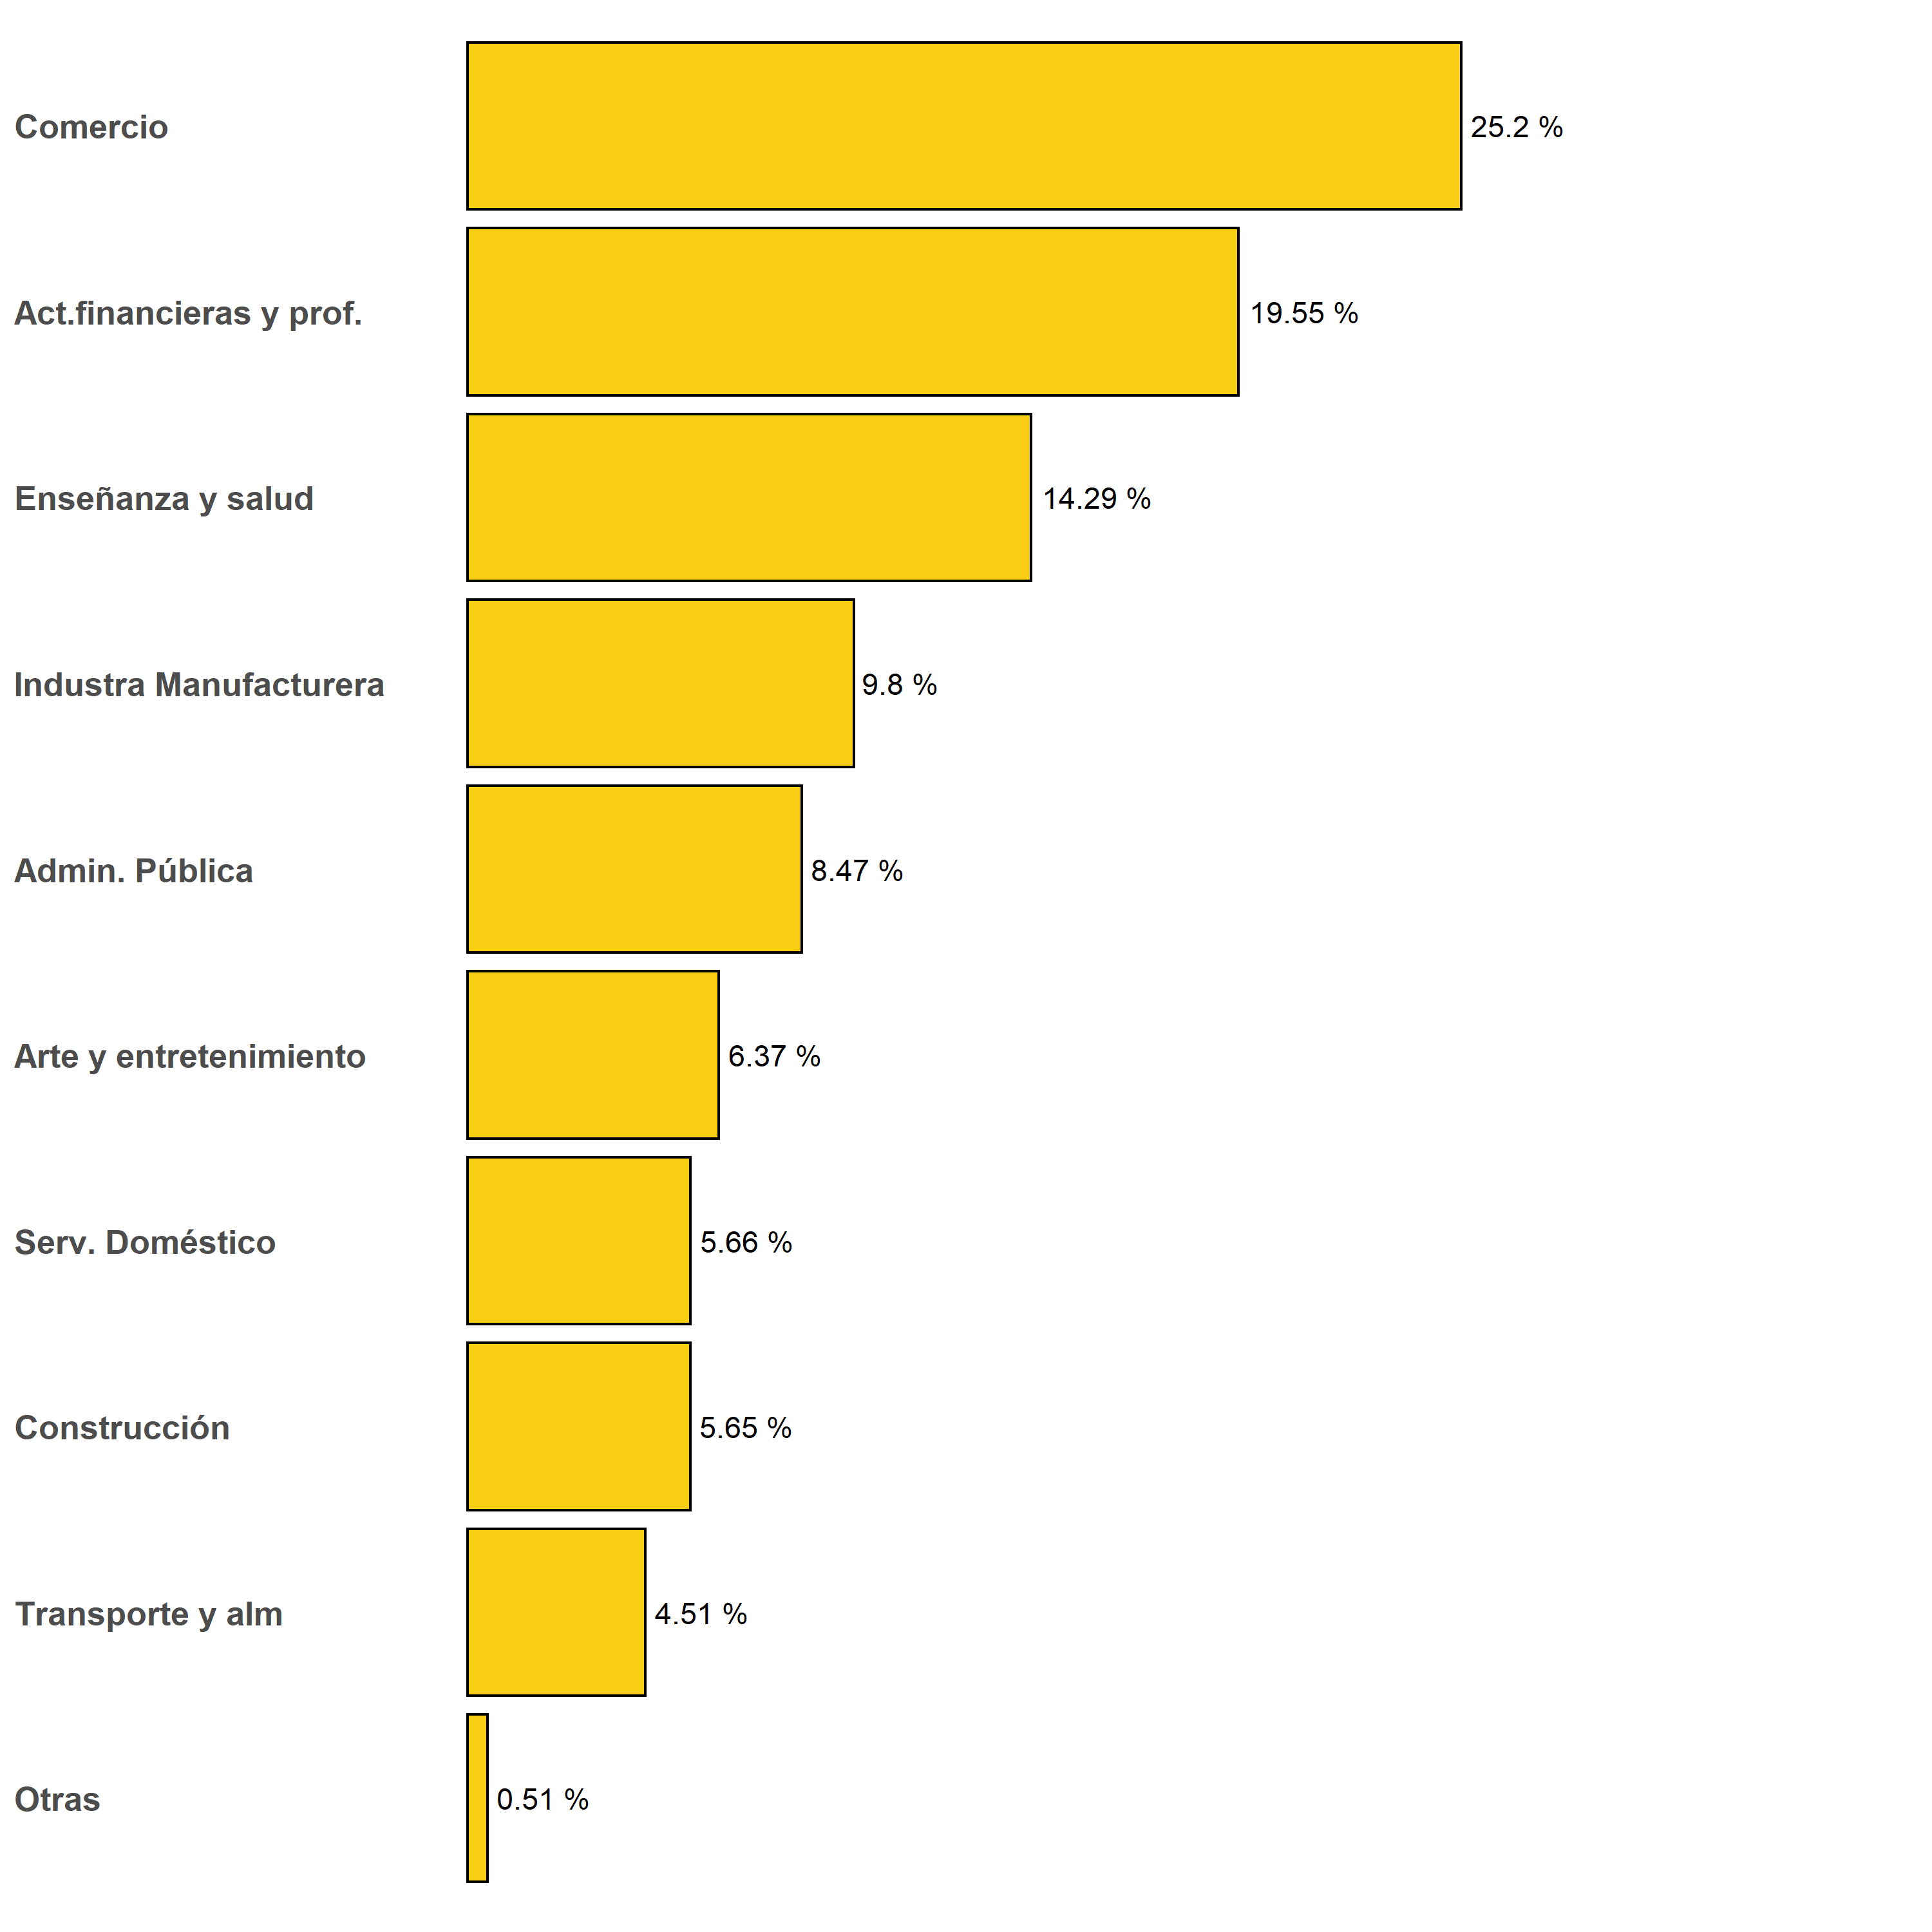 Comercio 25.2 %
Act.financieras y prof. 19.55 %
Enseñanza y salud 14.29 %
Industra Manufacturera 9.8 %
Admin. Pública 8.47 %
Arte y entretenimiento 6.37 %
Serv. Doméstico 5.66 %
Construcción 5.65 %
Transporte y alm 4.51 %
Otras 0.51 %